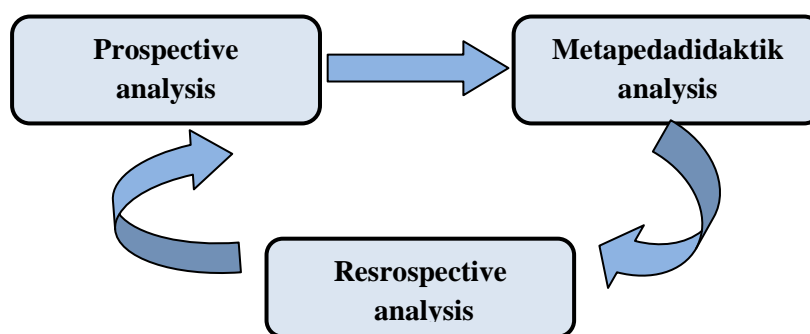 Prospective
analysis
Metapedadidaktik
analysis
Resrospective
analysis